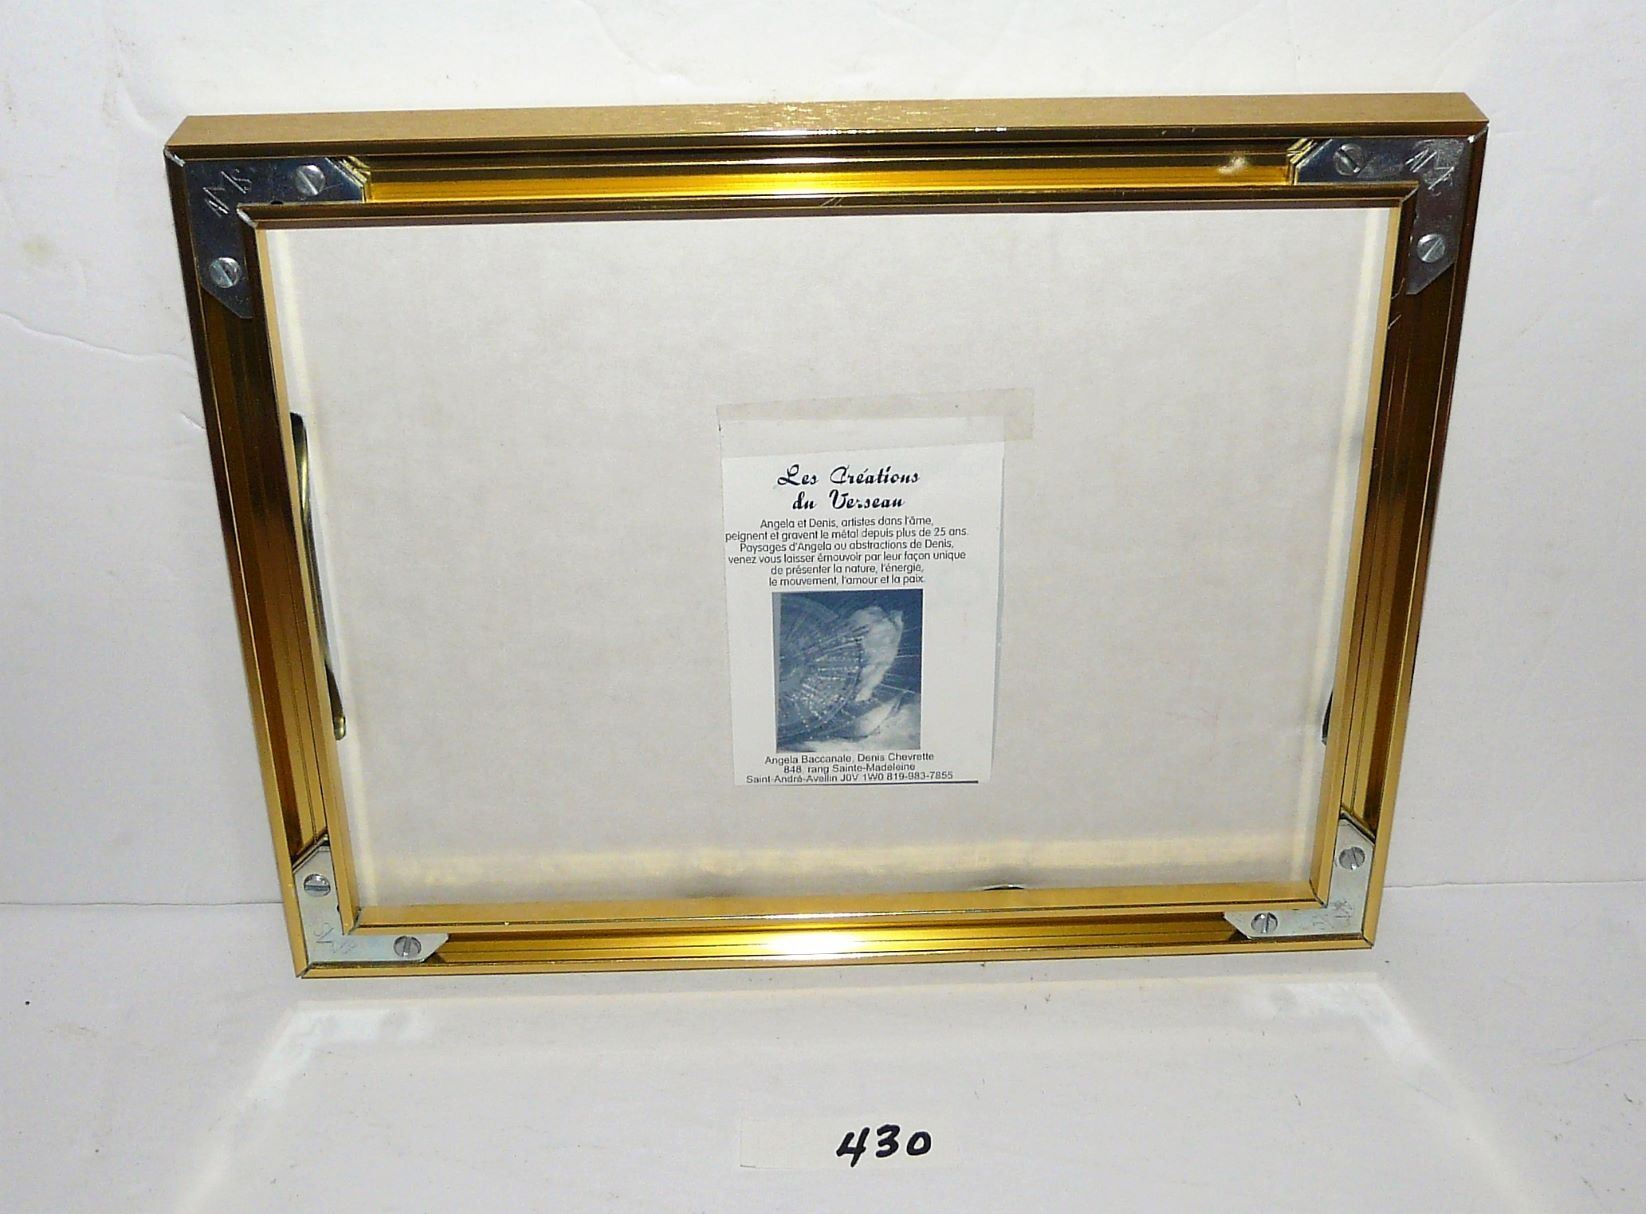 Les Créations
du Verseau
Angela et Denis, artistes dans l'âme,
peignent et gravent le métal depuis plus de 25 ans.
Paysages d'Angela ou abstractions de Denis,
venez vous laisser émouvoir par leur façon unique
de présenter la nature, l'énergie,
le mouvement, l'amour et la paix.
Angela Baccanale, Denis Chevrette
848, rang Sainte-Madeleine
Saint-André-Avellin J0V 1W0 819-983-7855
430